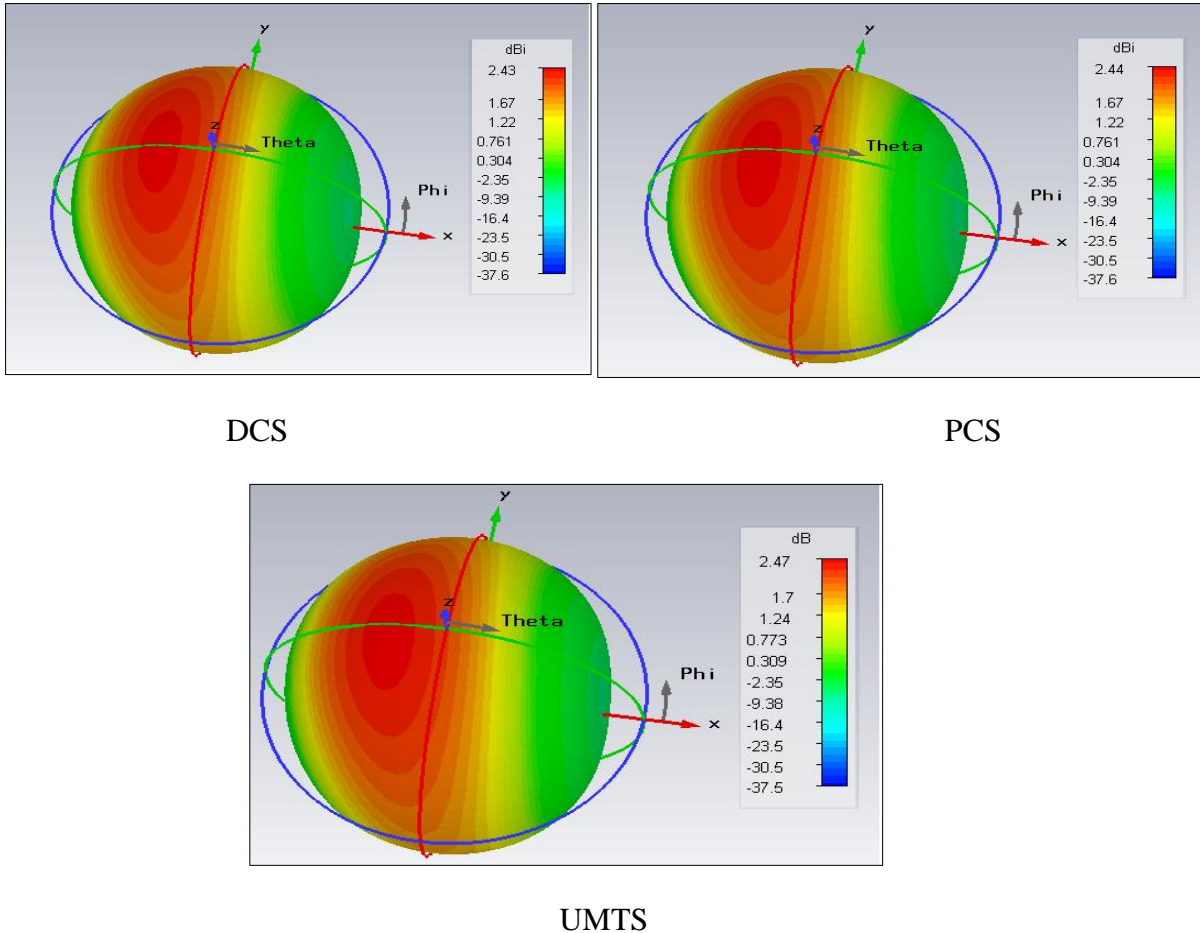 y
z
Theta
Phi
x
dBi
2.43
1.67
1.22
0.761
0.304
-2.35
-9.39
-16.4
-23.5
-30.5
-37.6
y
z
Theta
Phi
x
dBi
2.44
1.67
1.22
0.761
0.304
-2.35
-9.39
-16.4
-23.5
-30.5
-37.6
DCS
PCS
y
z
Theta
Phi
x
dB
2.47
1.7
1.24
0.773
0.309
-2.35
-9.38
-16.4
-23.5
-30.5
-37.5
UMTS